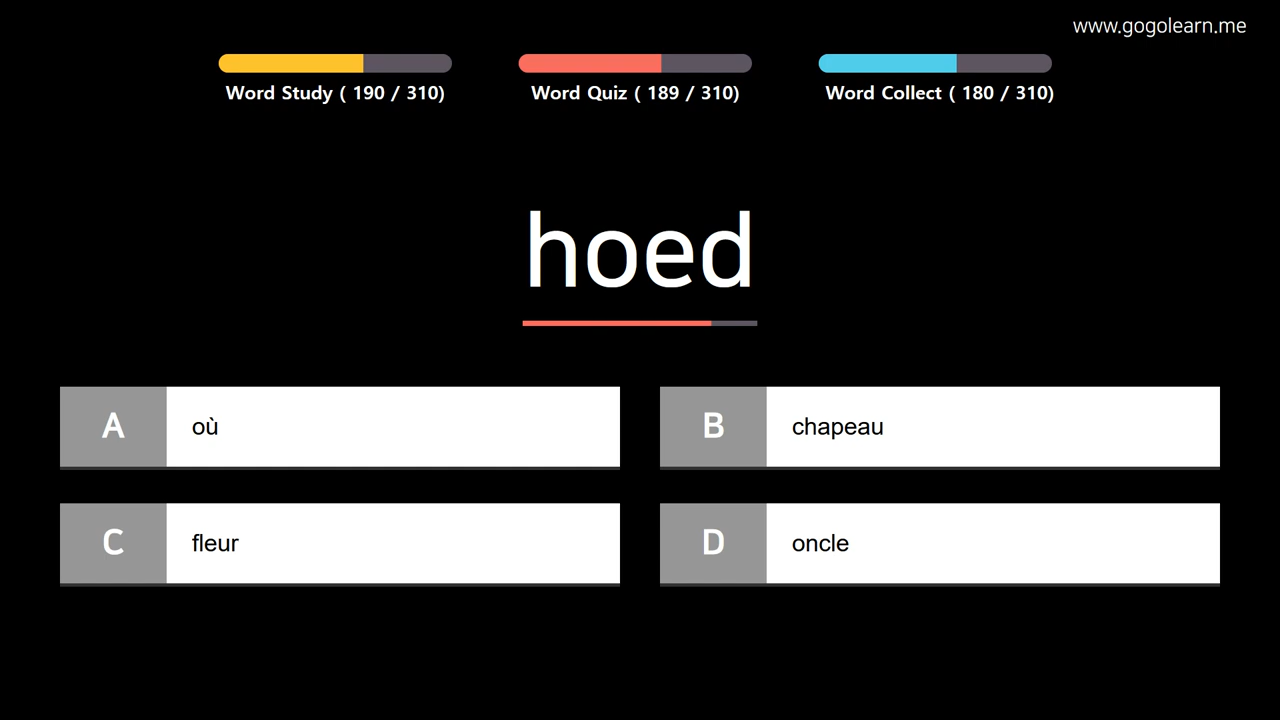 www.gogolearn.me
Word Study ( 190 / 310)
Word Quiz ( 189 / 310)
Word Collect ( 180 / 310)
hoed
A où
B chapeau
C fleur
D oncle